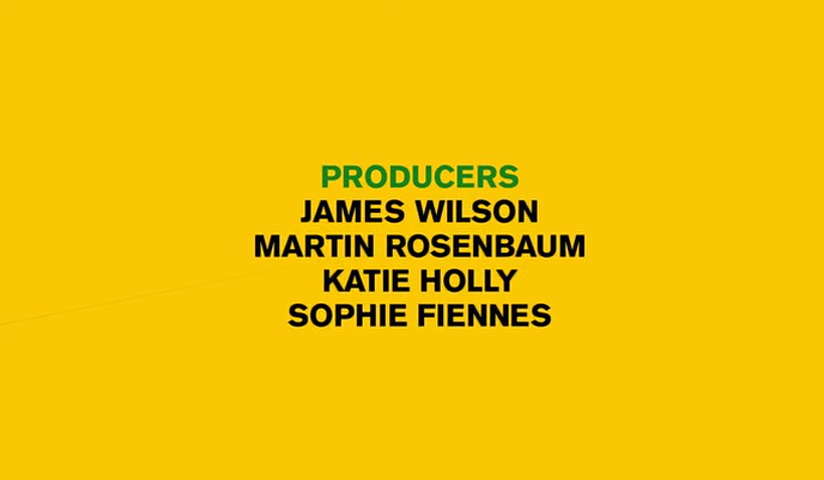 PRODUCERS
JAMES WILSON
MARTIN ROSENBAUM
KATIE HOLLY
SOPHIE FIENNES